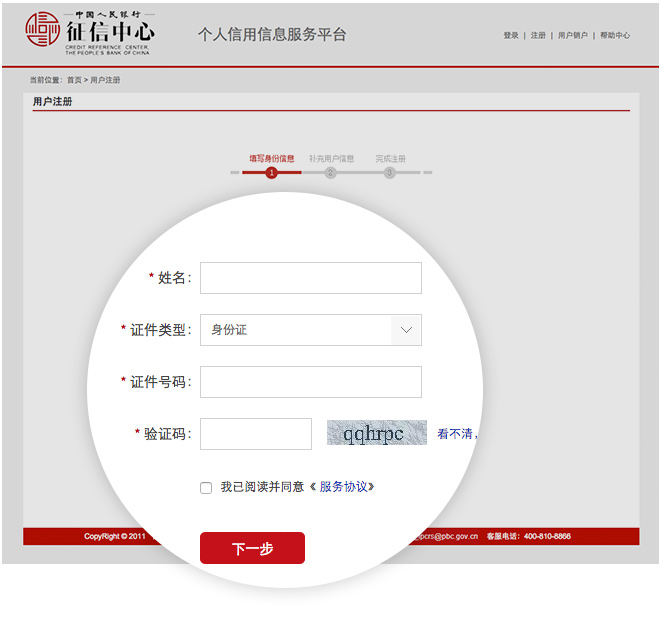 中国人民银行
征信中心
CREDIT REFERENCE CENTER,
THE PEOPLE'S BANK OF CHINA
个人信用信息服务平台
登录 | 注册 | 用户销户 | 帮助中心
当前位置：首页 > 用户注册
用户注册
填写身份信息 补充用户信息 完成注册
1 2 3
* 姓名：
* 证件类型： 身份证
* 证件号码：
* 验证码： qqhrpc 看不清，
我已阅读并同意《 服务协议》
下一步
CopyRight © 2011 pcrs@pbc.gov.cn 客服电话：400-810-8866